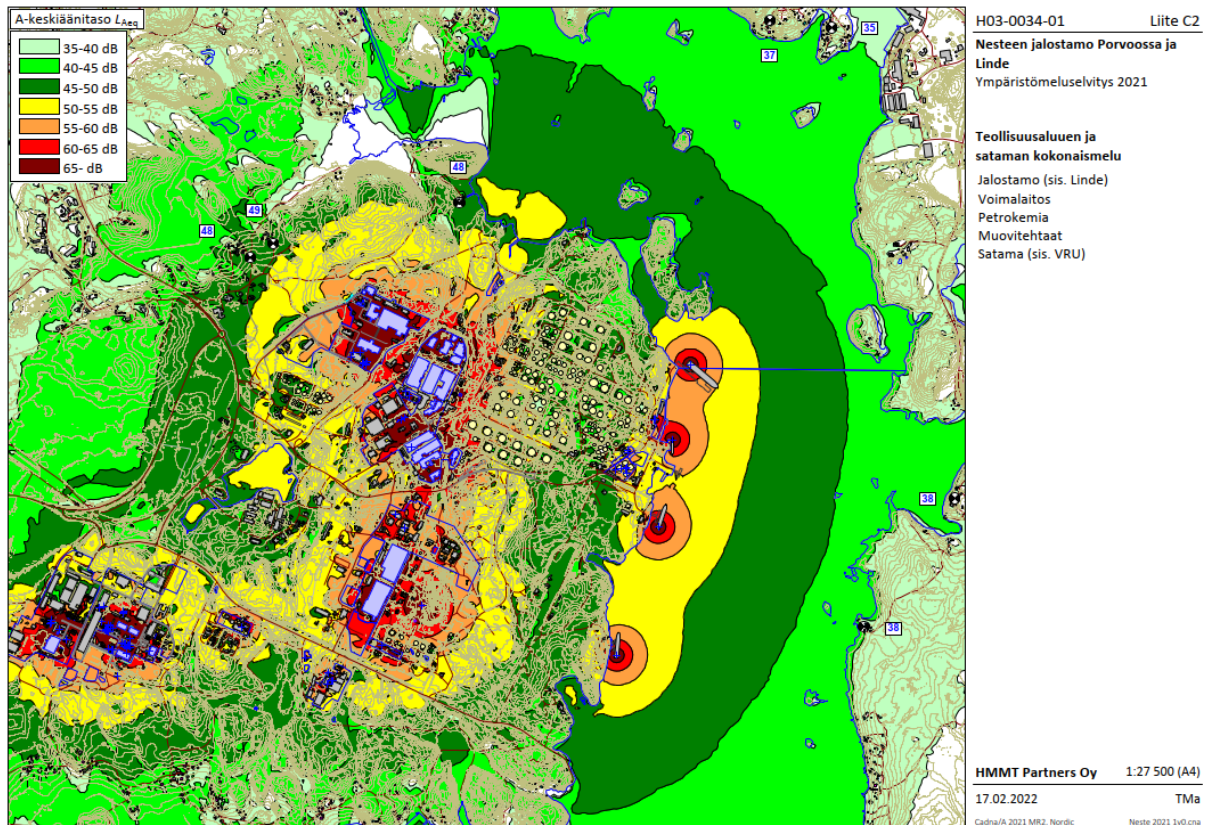 A-keskiäänitaso LAeq
35-40 dB
40-45 dB
45-50 dB
50-55 dB
55-60 dB
60-65 dB
65- dB
35
37
48
49
48
38
38
H03-0034-01 Liite C2
Nesteen jalostamo Porvoossa ja
Linde
Ympäristömeluselvitys 2021
Teollisuusaluuen ja
sataman kokonaismelu
Jalostamo (sis. Linde)
Voimalaitos
Petrokemia
Muovitehtaat
Satama (sis. VRU)
HMMT Partners Oy 1:27 500 (A4)
17.02.2022 TMa
Cadna/A 2021 MR2, Nordic Neste 2021 1v0.cna